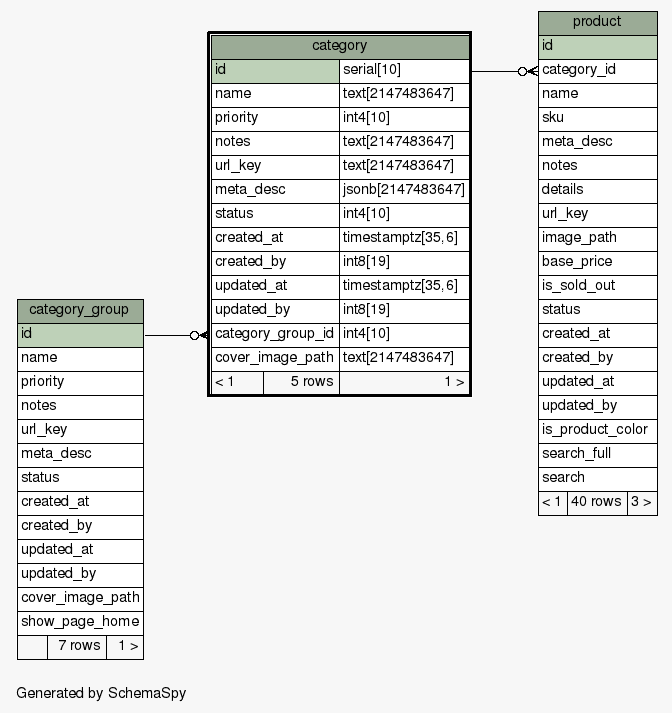 category
id serial[10]
name text[2147483647]
priority int4[10]
notes text[2147483647]
url_key text[2147483647]
meta_desc jsonb[2147483647]
status int4[10]
created_at timestamptz[35,6]
created_by int8[19]
updated_at timestamptz[35,6]
updated_by int8[19]
category_group_id int4[10]
cover_image_path text[2147483647]
< 1 5 rows 1 >
product
id
category_id
name
sku
meta_desc
notes
details
url_key
image_path
base_price
is_sold_out
status
created_at
created_by
updated_at
updated_by
is_product_color
search_full
search
< 1 40 rows 3 >
category_group
id
name
priority
notes
url_key
meta_desc
status
created_at
created_by
updated_at
updated_by
cover_image_path
show_page_home
7 rows 1 >
Generated by SchemaSpy